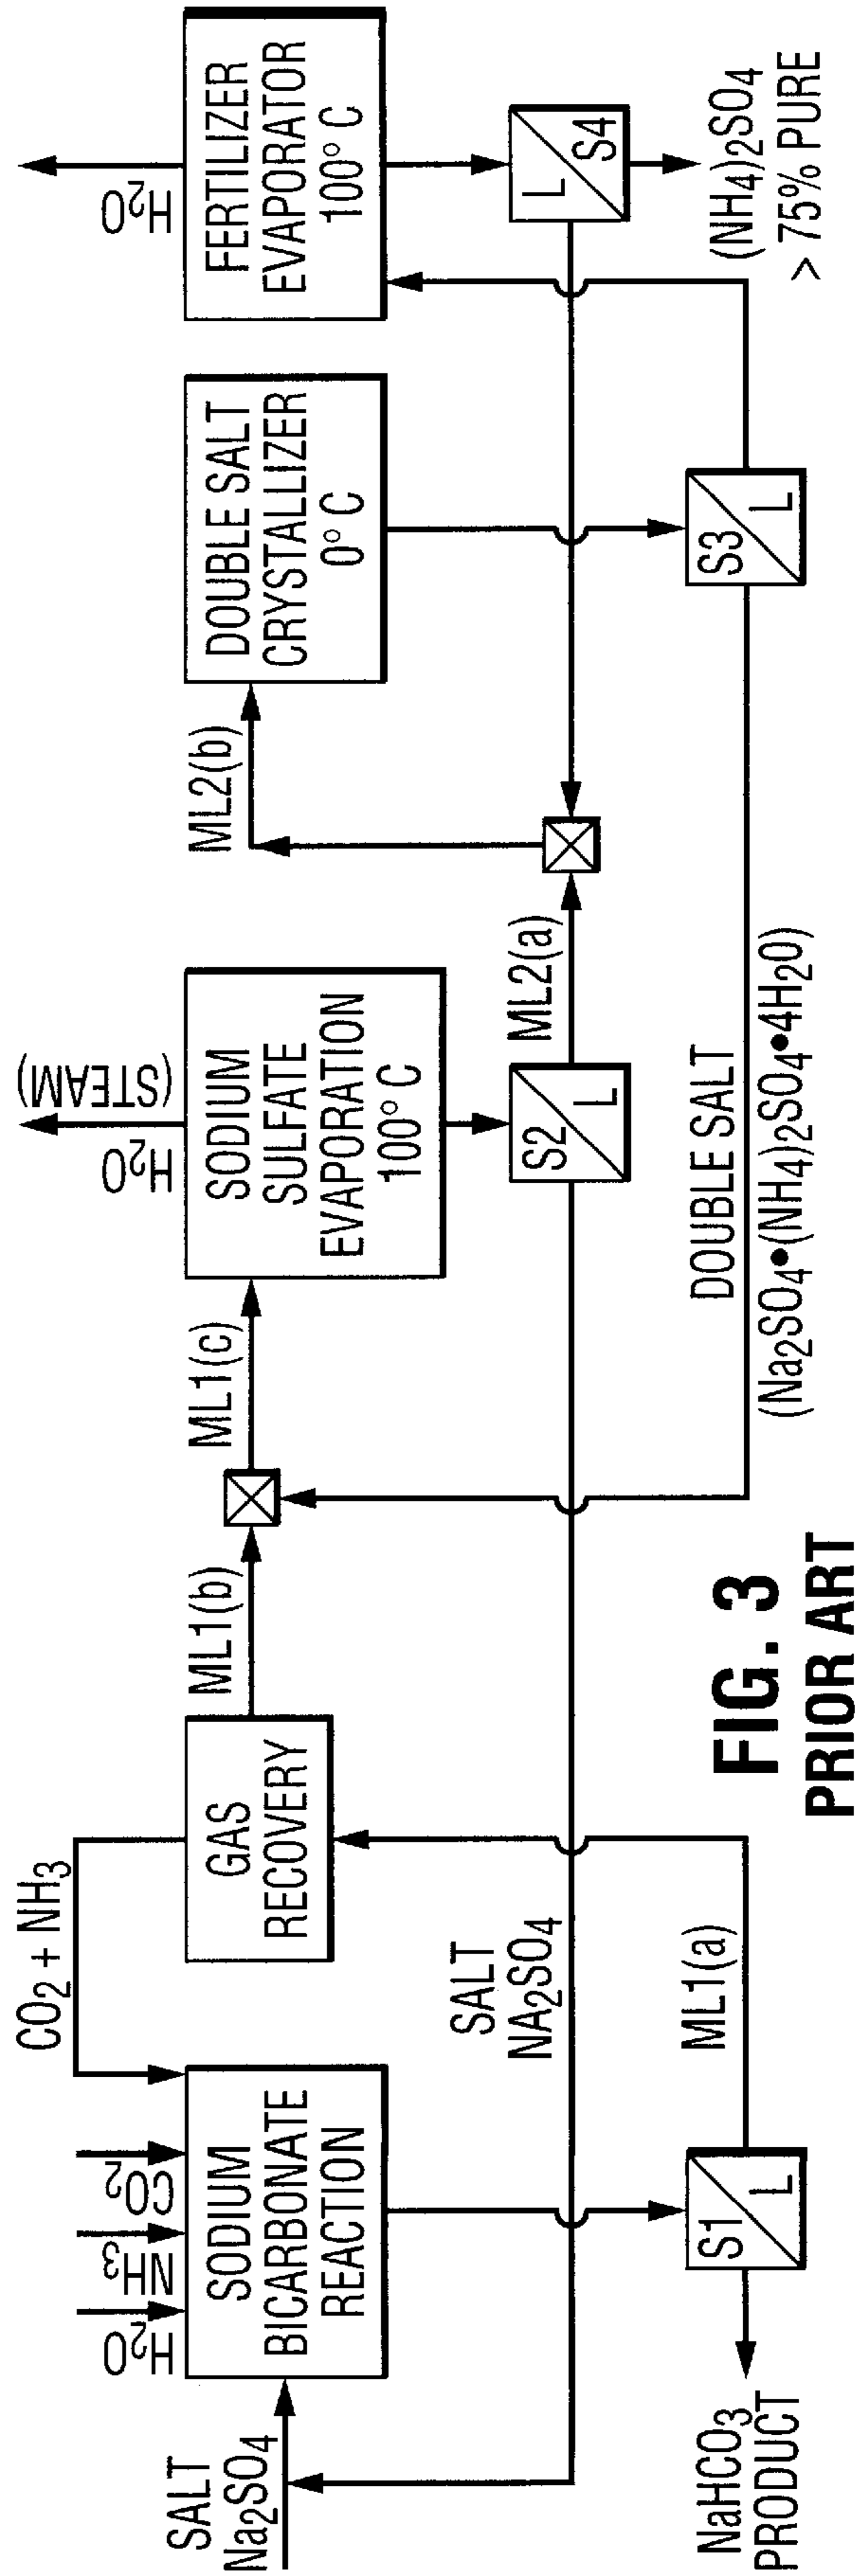 SALT
Na2SO4
H2O
NH3
CO2
CO2 + NH3
SODIUM
BICARBONATE
REACTION
S1
L
NaHCO3
PRODUCT
ML1(a)
GAS
RECOVERY
SALT
NA2SO4
ML1(b)
ML1(c)
H2O
(STEAM)
SODIUM
SULFATE
EVAPORATION
100° C
S2
L
ML2(a)
DOUBLE SALT
(Na2SO4•(NH4)2SO4•4H2O)
ML2(b)
DOUBLE SALT
CRYSTALLIZER
0° C
S3
L
H2O
FERTILIZER
EVAPORATOR
100° C
L
S4
(NH4)2SO4
> 75% PURE
FIG. 3
PRIOR ART